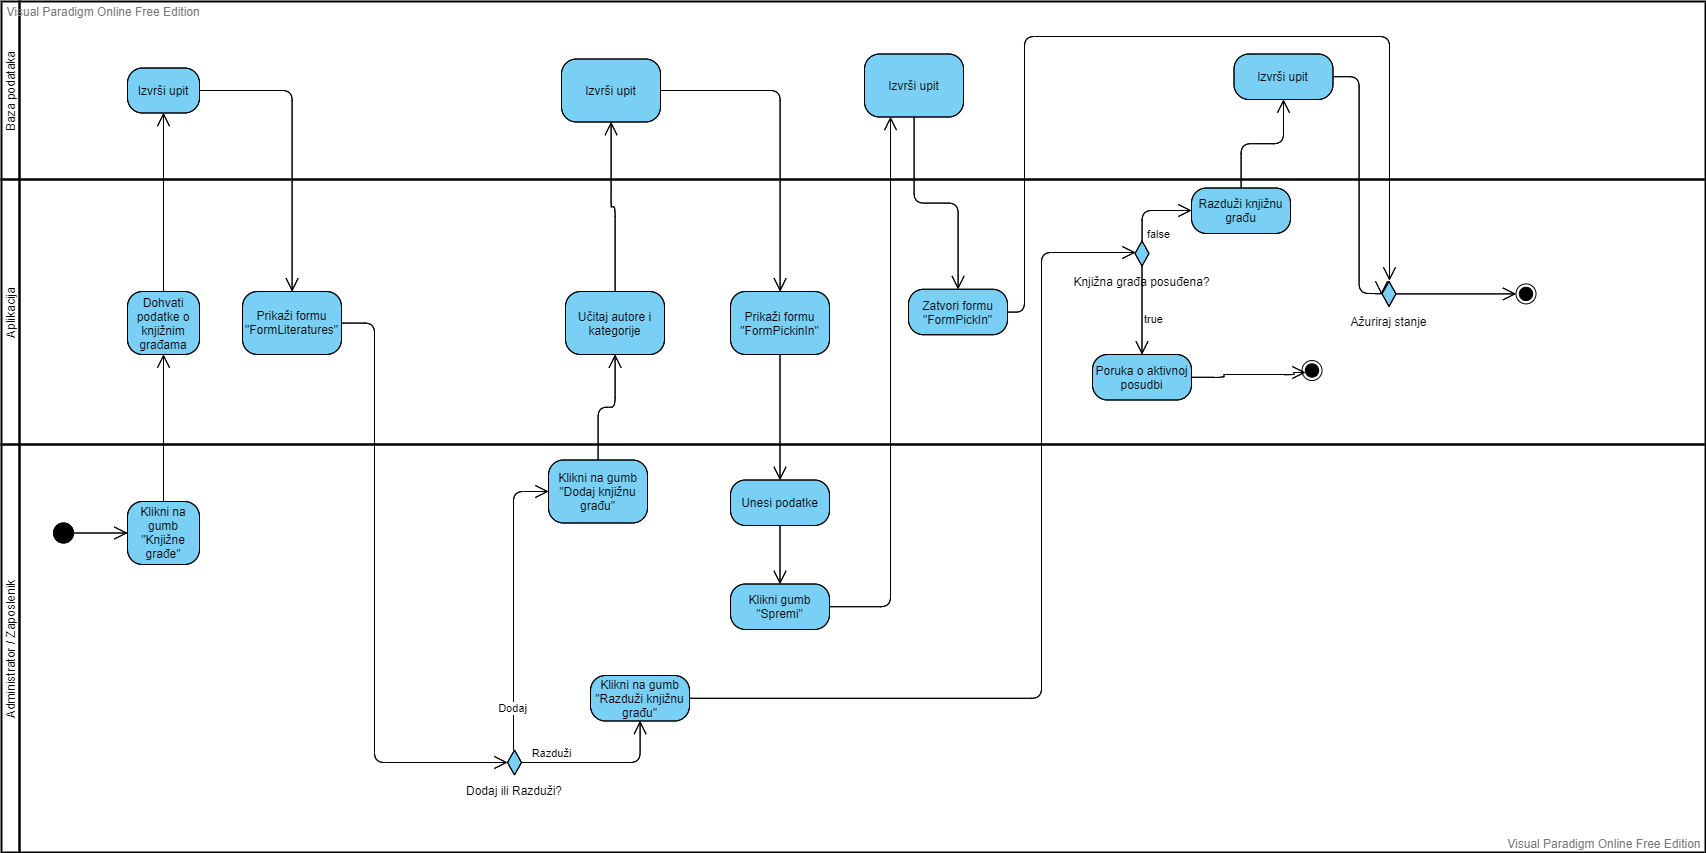 Visual Paradigm Online Free Edition
Baza podataka
Izvrši upit
Izvrši upit
Izvrši upit
Izvrši upit
Aplikacija
Dohvati
podatke o
knjižnim
građama
Prikaži formu
"FormLiteratures"
Učitaj autore i
kategorije
Prikaži formu
"FormPickinIn"
Zatvori formu
"FormPickIn"
Razduži knjižnu
građu
false
Knjižna građa posuđena?
true
Poruka o aktivnoj
posudbi
Ažuriraj stanje
Administrator / Zaposlenik
Klikni na
gumb
"Knjižne
građe"
Klikni na gumb
"Dodaj knjižnu
građu"
Unesi podatke
Klikni gumb
"Spremi"
Klikni na gumb
"Razduži knjižnu
građu"
Dodaj
Razduži
Dodaj ili Razduži?
Visual Paradigm Online Free Edition